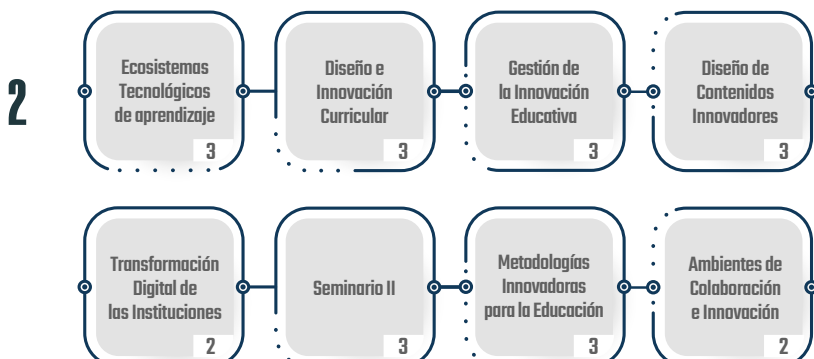 2
Ecosistemas
Tecnológicos
de aprendizaje
3
Diseño e
Innovación
Curricular
3
Gestión de
la Innovación
Educativa
3
Diseño de
Contenidos
Innovadores
3
Transformación
Digital de
las Instituciones
2
Seminario II
3
Metodologías
Innovadoras
para la Educación
3
Ambientes de
Colaboración
e Innovación
2